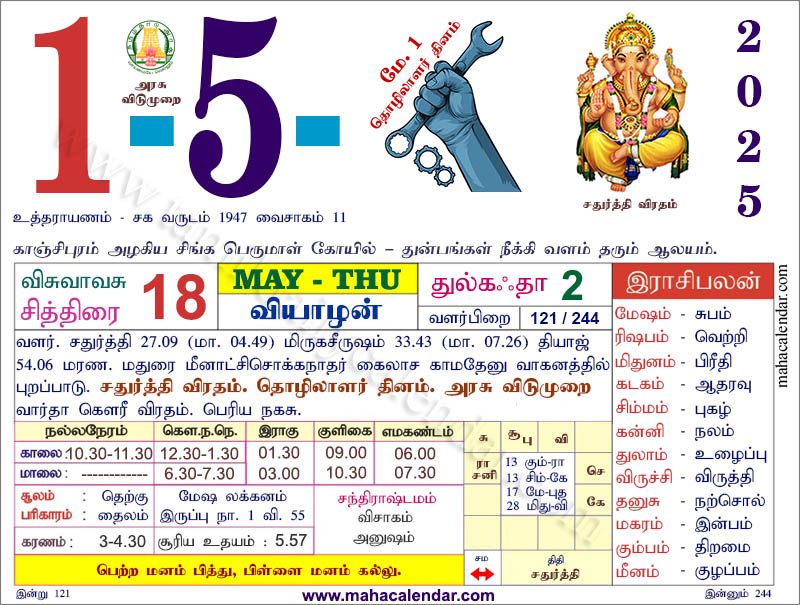 1 - 5 - 2025
அரசு
விடுமுறை
மே. 1
தொழிலாளர் தினம்
சதுர்த்தி விரதம்
உத்தராயணம் - சக வருடம் 1947 வைசாகம் 11
காஞ்சிபுரம் அழகிய சிங்க பெருமாள் கோயில் – துன்பங்கள் நீக்கி வளம் தரும் ஆலயம்.
விசுவாவசு
சித்திரை 18
MAY - THU
வியாழன்
துல்கஃதா 2
வளர்பிறை 121 / 244
வளர். சதுர்த்தி 27.09 (மா. 04.49) மிருகசீருஷம் 33.43 (மா. 07.26) தியாஜ்
54.06 மரண. மதுரை மீனாட்சிசொக்கநாதர் கைலாச காமதேனு வாகனத்தில்
புறப்பாடு. சதுர்த்தி விரதம். தொழிலாளர் தினம். அரசு விடுமுறை
வார்தா கௌரீ விரதம். பெரிய நகசு.
நல்லநேரம் கௌ.ந.நெ. இராகு குளிகை எமகண்டம்
காலை: 10.30-11.30 12.30-1.30 01.30 09.00 06.00
மாலை: ------------ 6.30-7.30 03.00 10.30 07.30
சூலம் : தெற்கு
பரிகாரம் : தைலம்
மேஷ லக்கனம்
இருப்பு நா. 1 வி. 55
கரணம் : 3-4.30 சூரிய உதயம் : 5.57
சந்திராஷ்டமம்
விசாகம்
அனுஷம்
பெற்ற மனம் பித்து, பிள்ளை மனம் கல்லு.
சு
சூ
பு
வி
ரா
சனி
13 கும்-ரா
13 சிம்-கே
17 மே-புத
28 மிது-வி
செ
கே
சம
திதி
சதுர்த்தி
இராசிபலன்
மேஷம் - சுபம்
ரிஷபம் - வெற்றி
மிதுனம் - பிரீதி
கடகம் - ஆதரவு
சிம்மம் - புகழ்
கன்னி - நலம்
துலாம் - உழைப்பு
விருச்சி - விருத்தி
தனுசு - நற்சொல்
மகரம் - இன்பம்
கும்பம் - திறமை
மீனம் - குழப்பம்
mahacalendar.com
இன்று 121
www.mahacalendar.com
இன்னும் 244